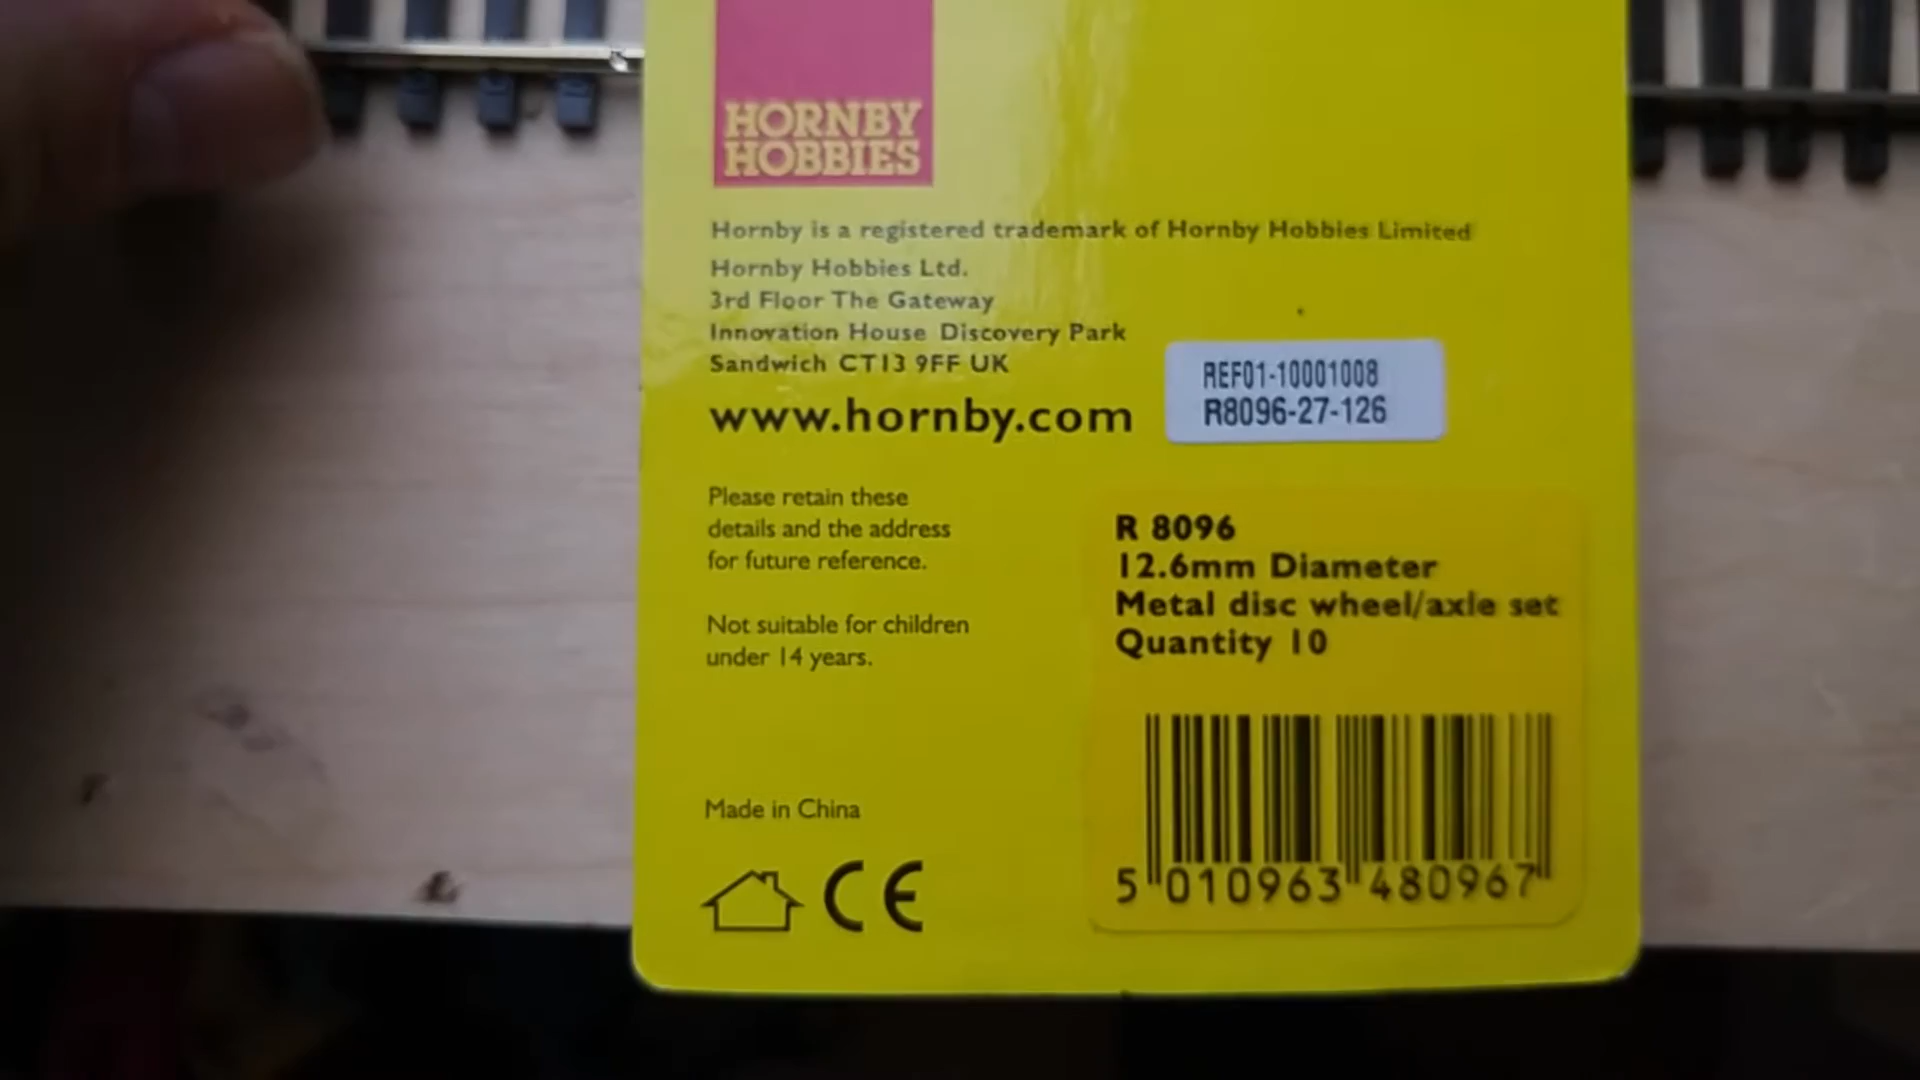 HORNBY
HOBBIES
Hornby is a registered trademark of Hornby Hobbies Limited
Hornby Hobbies Ltd.
3rd Floor The Gateway
Innovation House Discovery Park
Sandwich CT13 9FF UK
www.hornby.com
REF01-10001008
R8096-27-126
Please retain these
details and the address
for future reference.
Not suitable for children
under 14 years.
R 8096
12.6mm Diameter
Metal disc wheel/axle set
Quantity 10
Made in China
CE
5 010963 480967